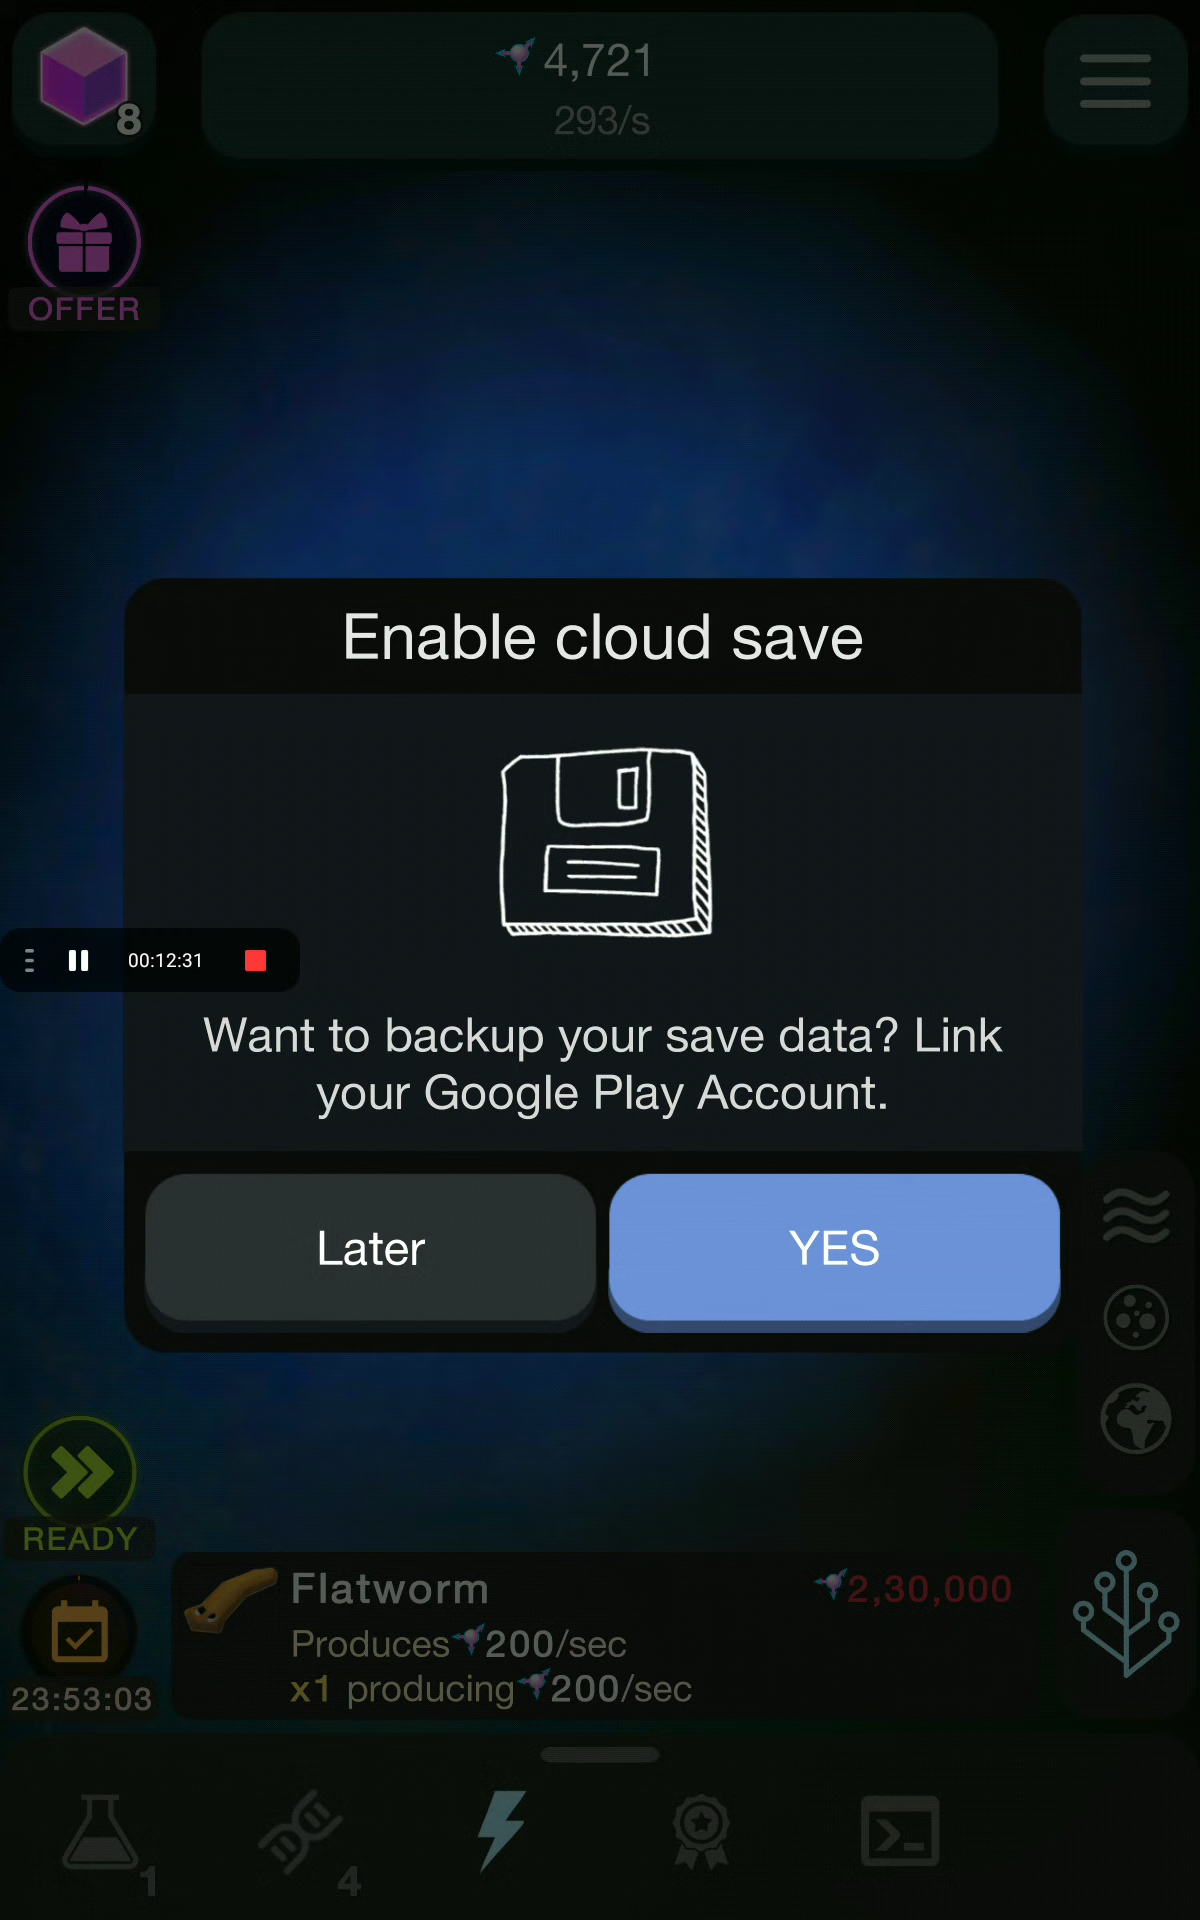 8
4,721
293/s
OFFER
Enable cloud save
00:12:31
Want to backup your save data? Link
your Google Play Account.
Later
YES
READY
Flatworm
2,30,000
Produces 200/sec
x1 producing 200/sec
23:53:03
1
4